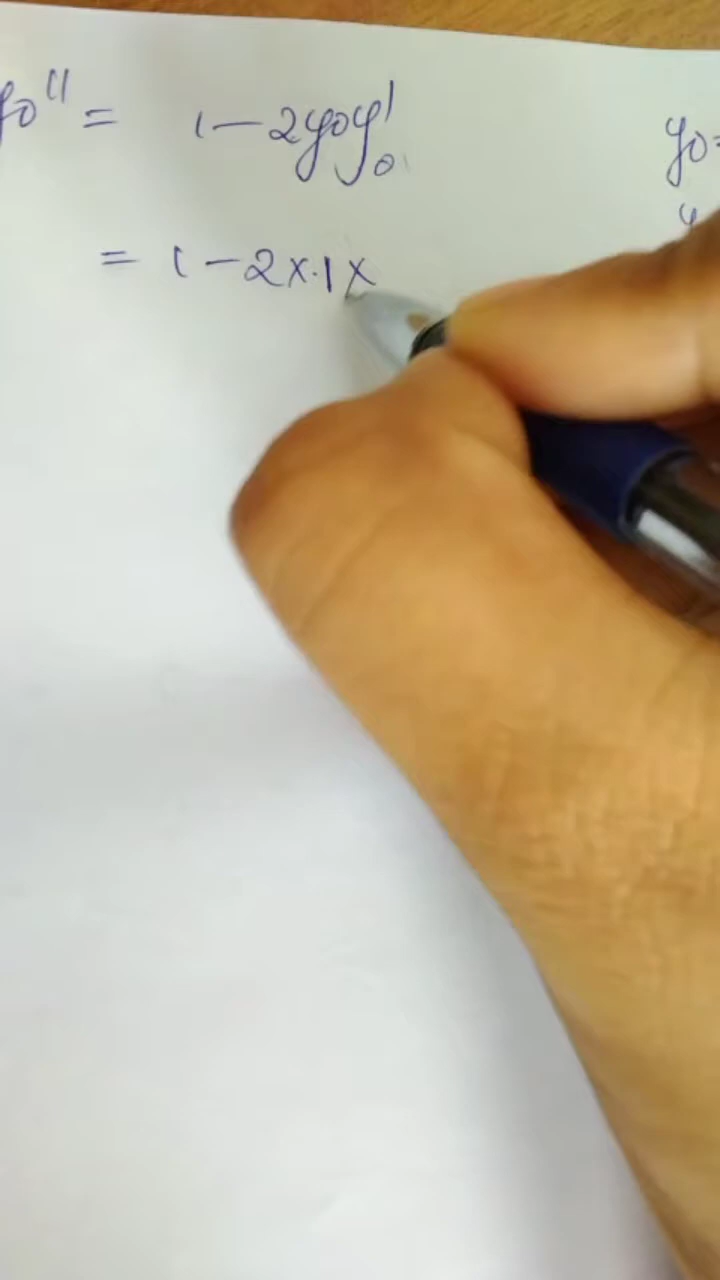 y0'' = 1 - 2y0y0'
y0 =
= 1 - 2 x .1 x